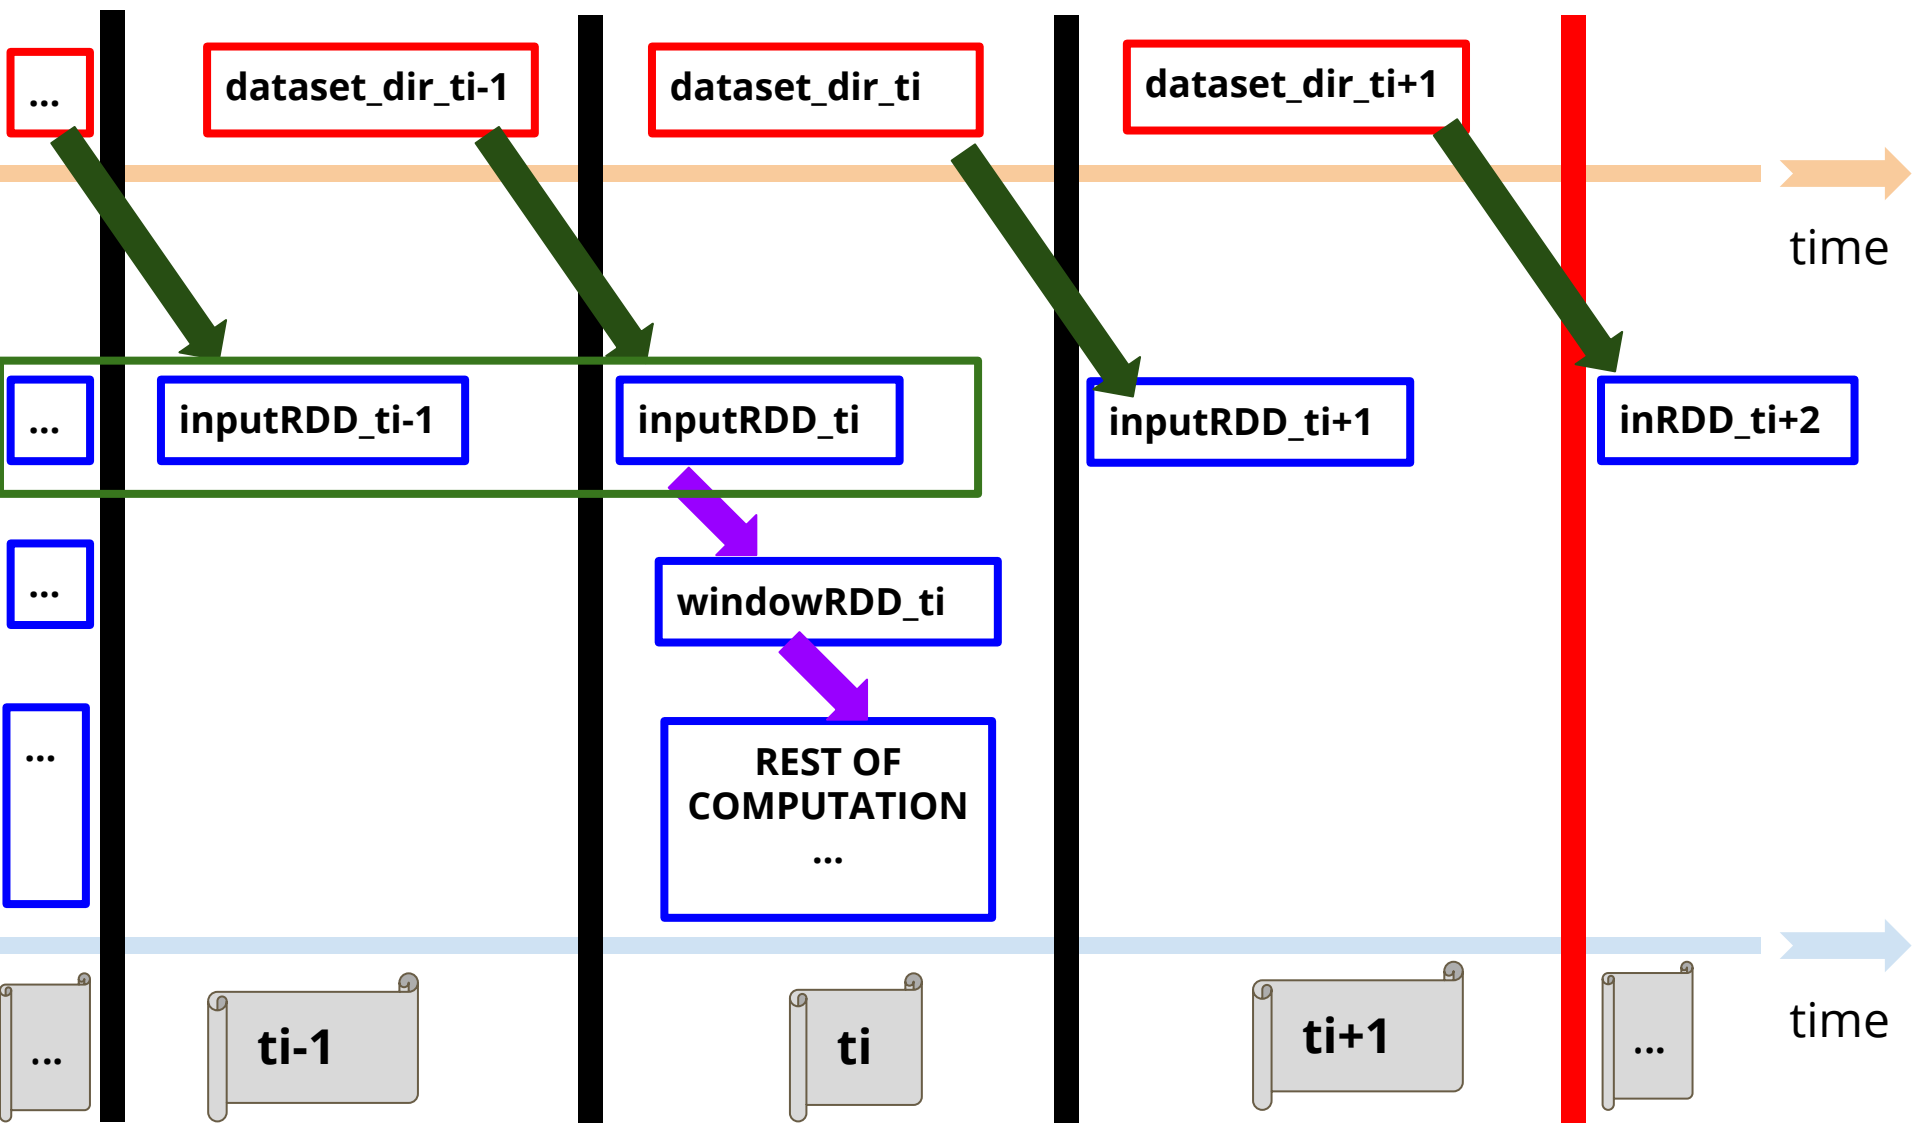 ...
dataset_dir_ti-1
dataset_dir_ti
dataset_dir_ti+1
time
...
inputRDD_ti-1
inputRDD_ti
inputRDD_ti+1
inRDD_ti+2
...
windowRDD_ti
...
REST OF
COMPUTATION
...
...
ti-1
ti
ti+1
...
time